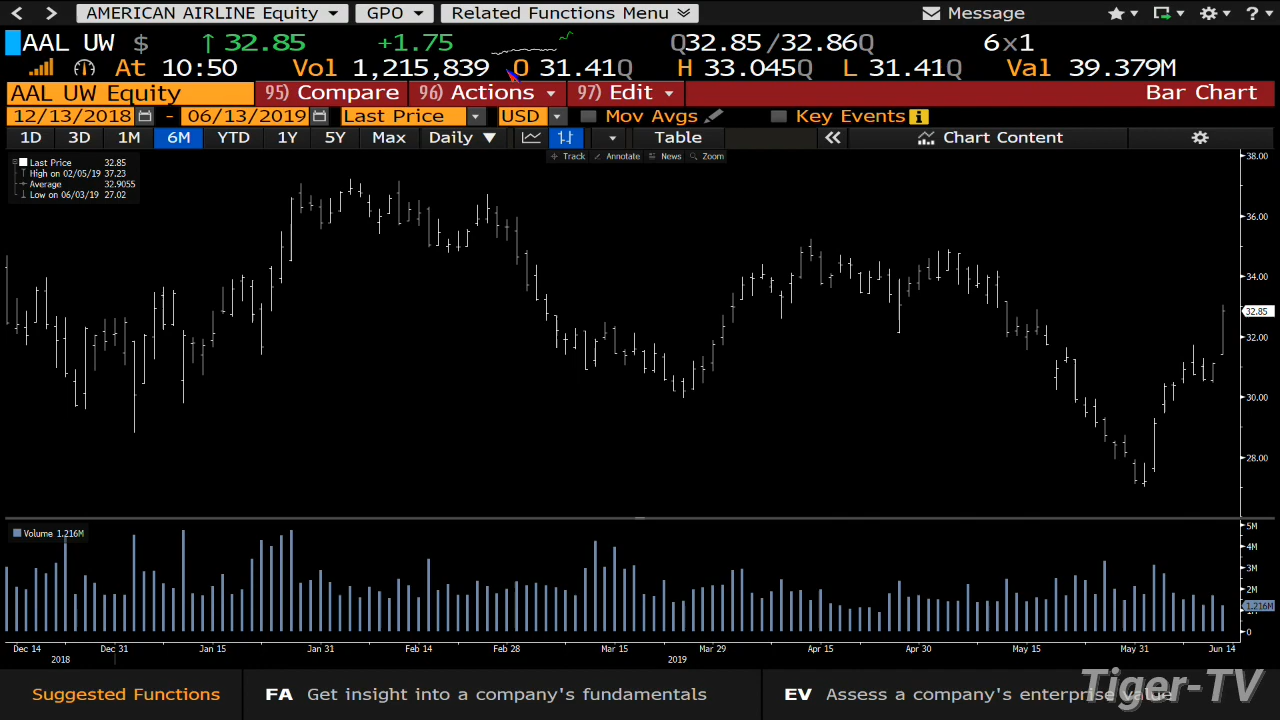 AMERICAN AIRLINE Equity GPO Related Functions Menu Message ?
AAL UW $ ↑ 32.85 +1.75 Q32.85/32.86Q 6x1
At 10:50 Vol 1,215,839 O 31.41Q H 33.045Q L 31.41Q Val 39.379M
AAL UW Equity 95) Compare 96) Actions 97) Edit Bar Chart
12/13/2018 - 06/13/2019 Last Price USD Mov Avgs Key Events i
1D 3D 1M 6M YTD 1Y 5Y Max Daily ▼ Table Chart Content
Track Annotate News Zoom
Last Price 32.85
High on 02/05/19 37.23
Average 32.9055
Low on 06/03/19 27.02
38.00
36.00
34.00
32.85
32.00
30.00
28.00
Volume 1.216M
5M
4M
3M
2M
1.216M
0
Dec 14 Dec 31 Jan 15 Jan 31 Feb 14 Feb 28 Mar 15 Mar 29 Apr 15 Apr 30 May 15 May 31 Jun 14
2018 2019
Suggested Functions FA Get insight into a company's fundamentals EV Assess a company's enterprise value
Tiger-TV